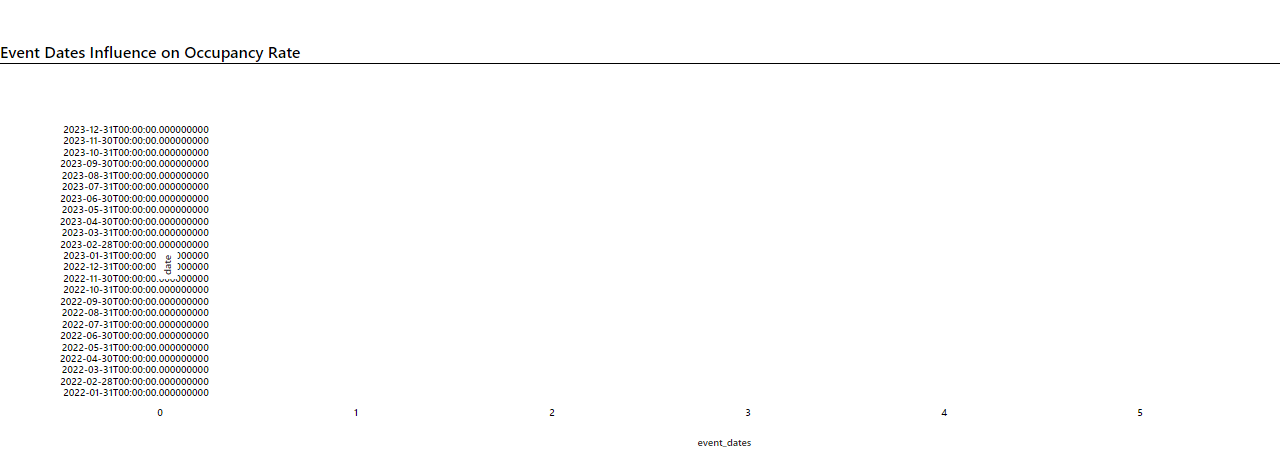 Event Dates Influence on Occupancy Rate
2023-12-31T00:00:00.000000000
2023-11-30T00:00:00.000000000
2023-10-31T00:00:00.000000000
2023-09-30T00:00:00.000000000
2023-08-31T00:00:00.000000000
2023-07-31T00:00:00.000000000
2023-06-30T00:00:00.000000000
2023-05-31T00:00:00.000000000
2023-04-30T00:00:00.000000000
2023-03-31T00:00:00.000000000
2023-02-28T00:00:00.000000000
2023-01-31T00:00:00 00000
date
2022-12-31T00:00:00 00000
2022-11-30T00:00:00.000000000
2022-10-31T00:00:00.000000000
2022-09-30T00:00:00.000000000
2022-08-31T00:00:00.000000000
2022-07-31T00:00:00.000000000
2022-06-30T00:00:00.000000000
2022-05-31T00:00:00.000000000
2022-04-30T00:00:00.000000000
2022-03-31T00:00:00.000000000
2022-02-28T00:00:00.000000000
2022-01-31T00:00:00.000000000
0 1 2 3 4 5
event_dates